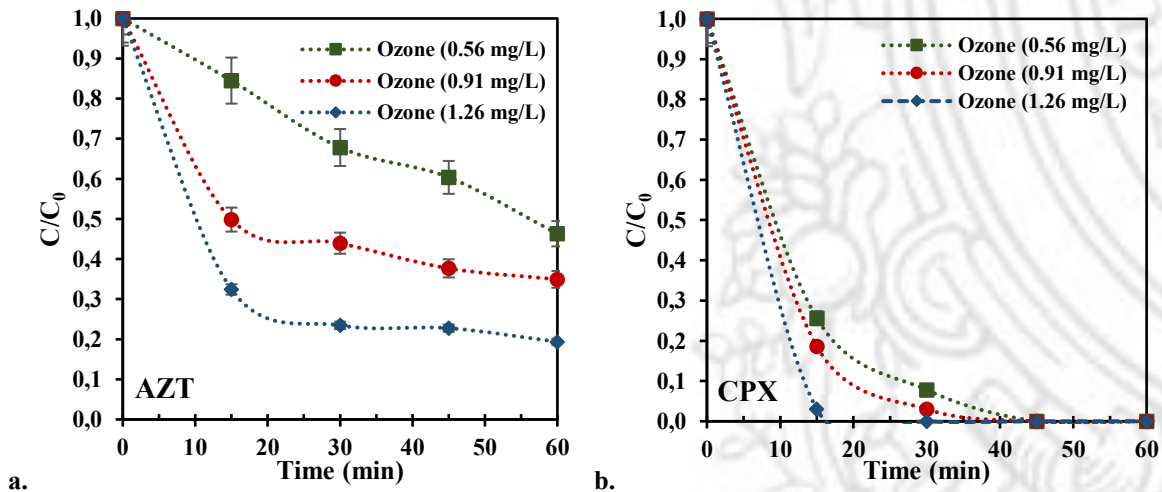 1,0
0,9
0,8
0,7
0,6
0,5
0,4
0,3
0,2
0,1
0,0
C/C0
Ozone (0.56 mg/L)
Ozone (0.91 mg/L)
Ozone (1.26 mg/L)
AZT
0 10 20 30 40 50 60
Time (min)
a.
1,0
0,9
0,8
0,7
0,6
0,5
0,4
0,3
0,2
0,1
0,0
C/C0
Ozone (0.56 mg/L)
Ozone (0.91 mg/L)
Ozone (1.26 mg/L)
CPX
0 10 20 30 40 50 60
Time (min)
b.